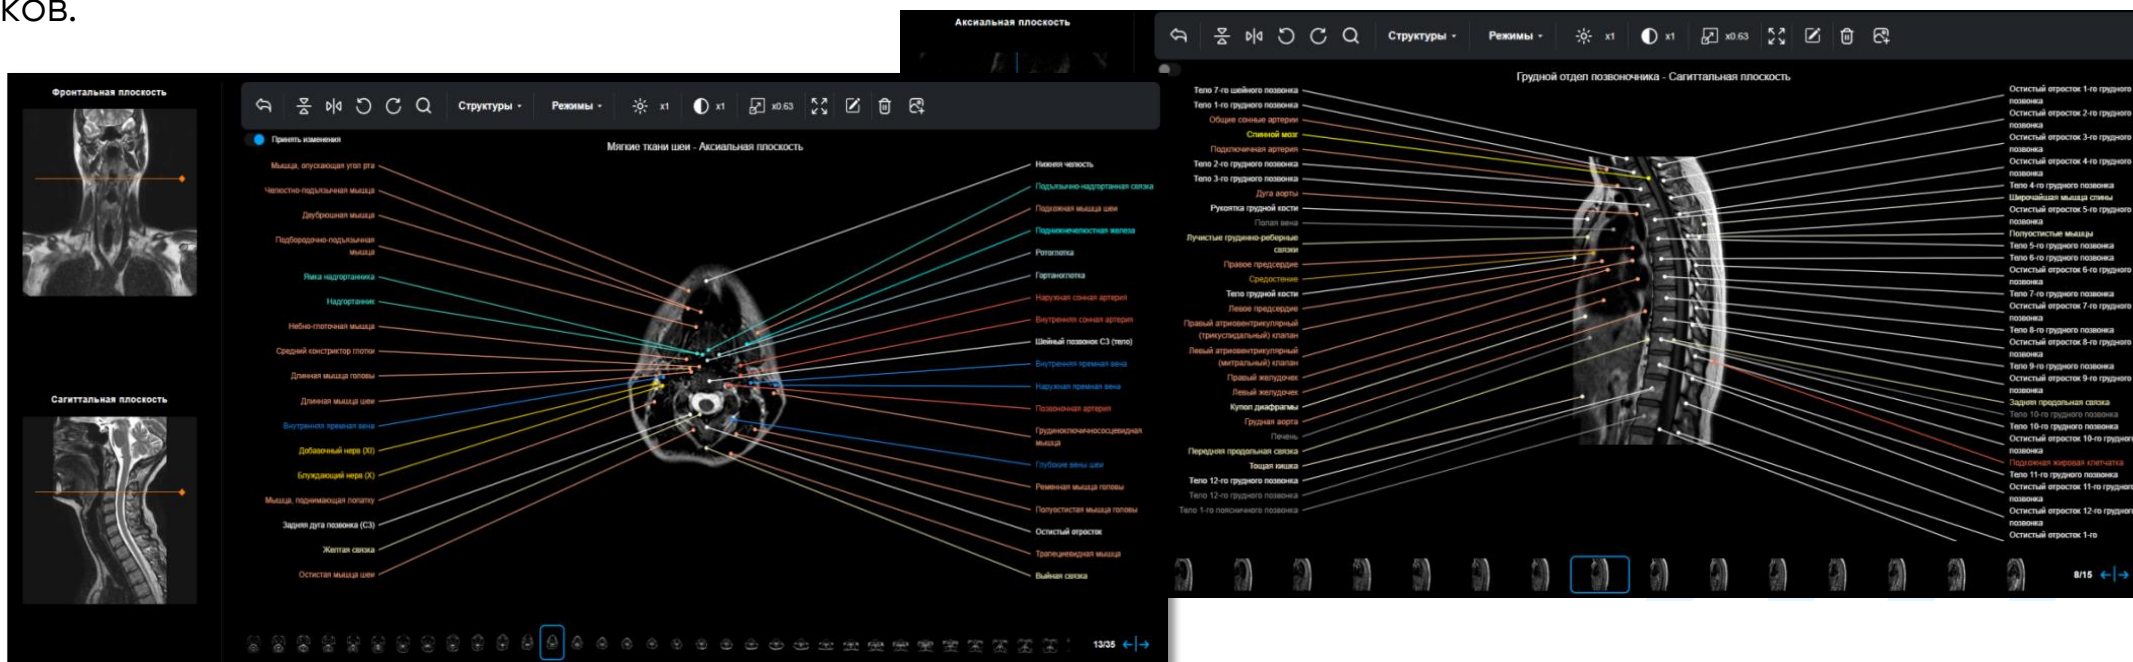 ков.
Аксиальная плоскость
Структуры
Режимы
x1
x1
x0.63
Грудной отдел позвоночника - Сагиттальная плоскость
Тело 7-го шейного позвонка
Тело 1-го грудного позвонка
Общие сонные артерии
Спинной мозг
Подключичная артерия
Тело 2-го грудного позвонка
Тело 3-го грудного позвонка
Дуга аорты
Рукоятка грудной кости
Полая вена
Лучистые грудинно-реберные
связки
Правое предсердие
Средостение
Тело грудной кости
Левое предсердие
Правый атриовентрикулярный
(трикуспидальный) клапан
Левый атриовентрикулярный
(митральный) клапан
Правый желудочек
Левый желудочек
Купол диафрагмы
Грудная аорта
Печень
Передняя продольная связка
Тощая кишка
Тело 12-го грудного позвонка
Тело 12-го грудного позвонка
Тело 1-го поясничного позвонка
Остистый отросток 1-го грудного
позвонка
Остистый отросток 2-го грудного
позвонка
Остистый отросток 3-го грудного
позвонка
Остистый отросток 4-го грудного
позвонка
Тело 4-го грудного позвонка
Широчайшая мышца спины
Остистый отросток 5-го грудного
позвонка
Полуостистые мышцы
Тело 5-го грудного позвонка
Тело 6-го грудного позвонка
Остистый отросток 6-го грудного
позвонка
Тело 7-го грудного позвонка
Остистый отросток 7-го грудного
позвонка
Тело 8-го грудного позвонка
Остистый отросток 8-го грудного
позвонка
Тело 9-го грудного позвонка
Остистый отросток 9-го грудного
позвонка
Задняя продольная связка
Тело 10-го грудного позвонка
Тело 10-го грудного позвонка
Остистый отросток 10-го грудного
позвонка
Подкожная жировая клетчатка
Тело 11-го грудного позвонка
Остистый отросток 11-го грудного
позвонка
Остистый отросток 12-го грудного
позвонка
Остистый отросток 1-го
8/15
Фронтальная плоскость
Сагиттальная плоскость
Структуры
Режимы
x1
x1
x0.63
Принять изменения
Мягкие ткани шеи - Аксиальная плоскость
Мышца, опускающая угол рта
Челюстно-подъязычная мышца
Двубрюшная мышца
Подбородочно-подъязычная
мышца
Ямка надгортанника
Надгортанник
Небно-глоточная мышца
Средний констриктор глотки
Длинная мышца головы
Длинная мышца шеи
Внутренняя яремная вена
Добавочный нерв (XI)
Блуждающий нерв (X)
Мышца, поднимающая лопатку
Задняя дуга позвонка (C3)
Желтая связка
Остистая мышца шеи
Нижняя челюсть
Подъязычно-надгортанная связка
Подкожная мышца шеи
Поднижнечелюстная железа
Ротоглотка
Гортаноглотка
Наружная сонная артерия
Внутренняя сонная артерия
Шейный позвонок C3 (тело)
Внутренняя яремная вена
Наружная яремная вена
Позвоночная артерия
Грудиноключичнососцевидная
мышца
Глубокие вены шеи
Ременная мышца головы
Полуостистая мышца головы
Остистый отросток
Трапециевидная мышца
Выйная связка
13/35